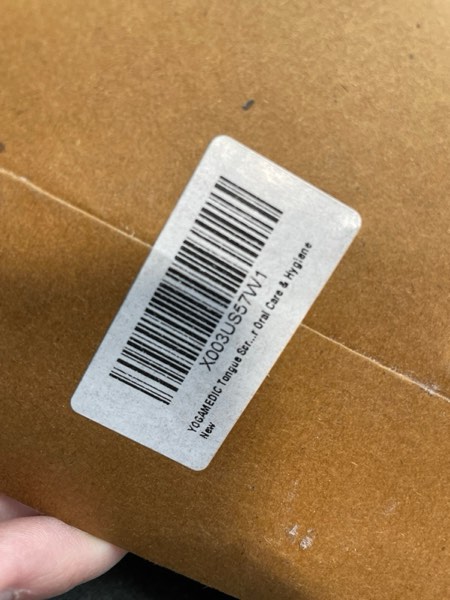 X003US57W1
YOGAMEDIC Tongue Scr...r Oral Care & Hygiene
New